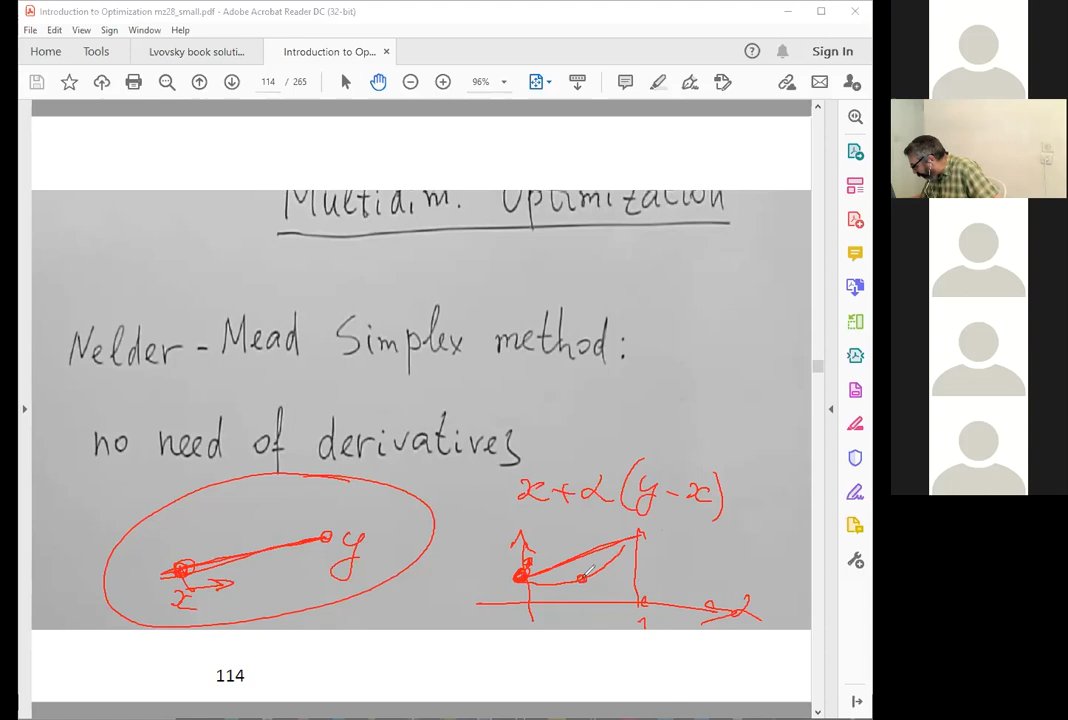 Introduction to Optimization mz28_small.pdf - Adobe Acrobat Reader DC (32-bit)
File Edit View Sign Window Help
Home Tools Lvovsky book soluti... Introduction to Op... × Sign In
114 / 265 96%
Multidim. Optimization
Nelder - Mead Simplex method:
no need of derivatives
x + α (y - x)
y
x
α
1
114